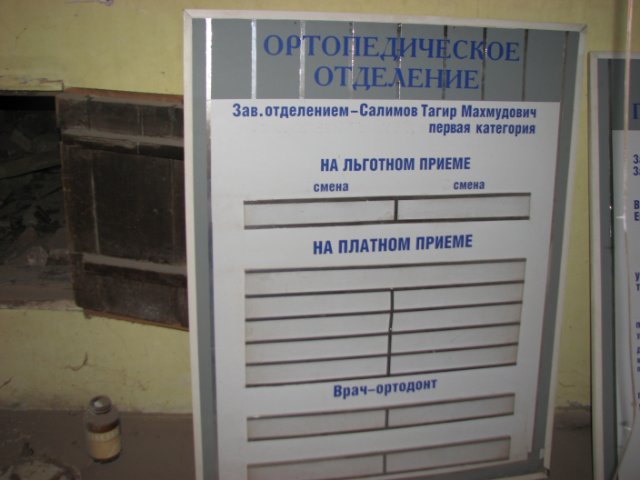 ОРТОПЕДИЧЕСКОЕ
ОТДЕЛЕНИЕ
Зав.отделением-Салимов Тагир Махмудович
первая категория
НА ЛЬГОТНОМ ПРИЕМЕ
смена смена
НА ПЛАТНОМ ПРИЕМЕ
Врач-ортодонт